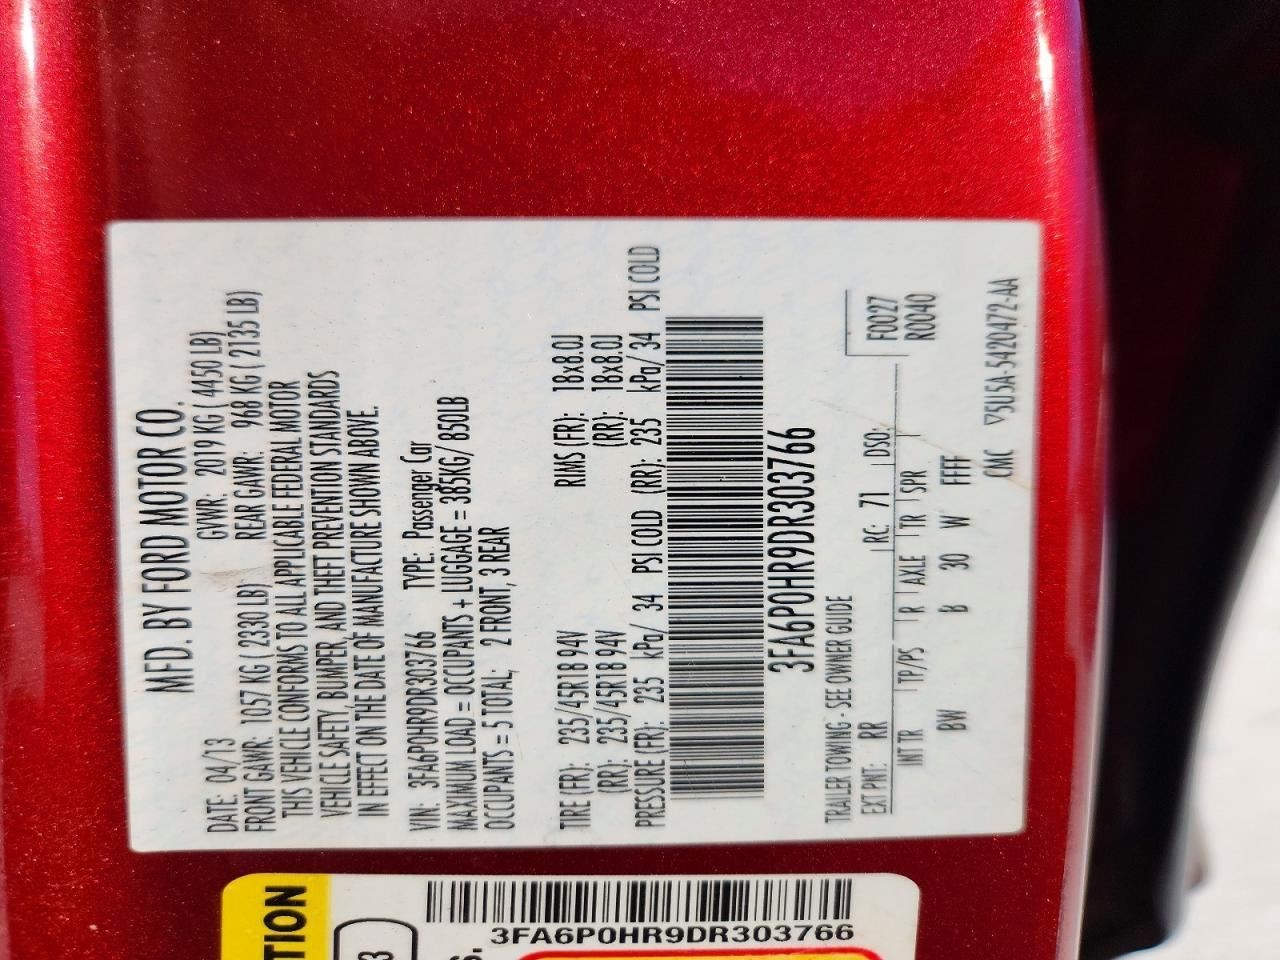 MFD. BY FORD MOTOR CO.
DATE: 04/13 GVWR: 2019 KG ( 4450 LB)
FRONT GAWR: 1057 KG ( 2330 LB) REAR GAWR: 968 KG ( 2135 LB)
THIS VEHICLE CONFORMS TO ALL APPLICABLE FEDERAL MOTOR
VEHICLE SAFETY, BUMPER, AND THEFT PREVENTION STANDARDS
IN EFFECT ON THE DATE OF MANUFACTURE SHOWN ABOVE.
VIN: 3FA6P0HR9DR303766 TYPE: Passenger Car
MAXIMUM LOAD = OCCUPANTS + LUGGAGE = 385KG/ 850LB
OCCUPANTS = 5 TOTAL; 2 FRONT, 3 REAR
TIRE (FR): 235/45R18 94V RIMS (FR): 18x8.0J
(RR): 235/45R18 94V (RR): 18x8.0J
PRESSURE (FR): 235 kPa/ 34 PSI COLD (RR): 235 kPa/ 34 PSI COLD
3FA6P0HR9DR303766
TRAILER TOWING - SEE OWNER GUIDE
EXT PNT: RR RC: 71 DSO: F0027
INT TR TP/PS R AXLE TR SPR R0040
BW B 30 W FFFF
CMC ▽5U5A-5420472-AA
TION
3
S.
3FA6P0HR9DR303766